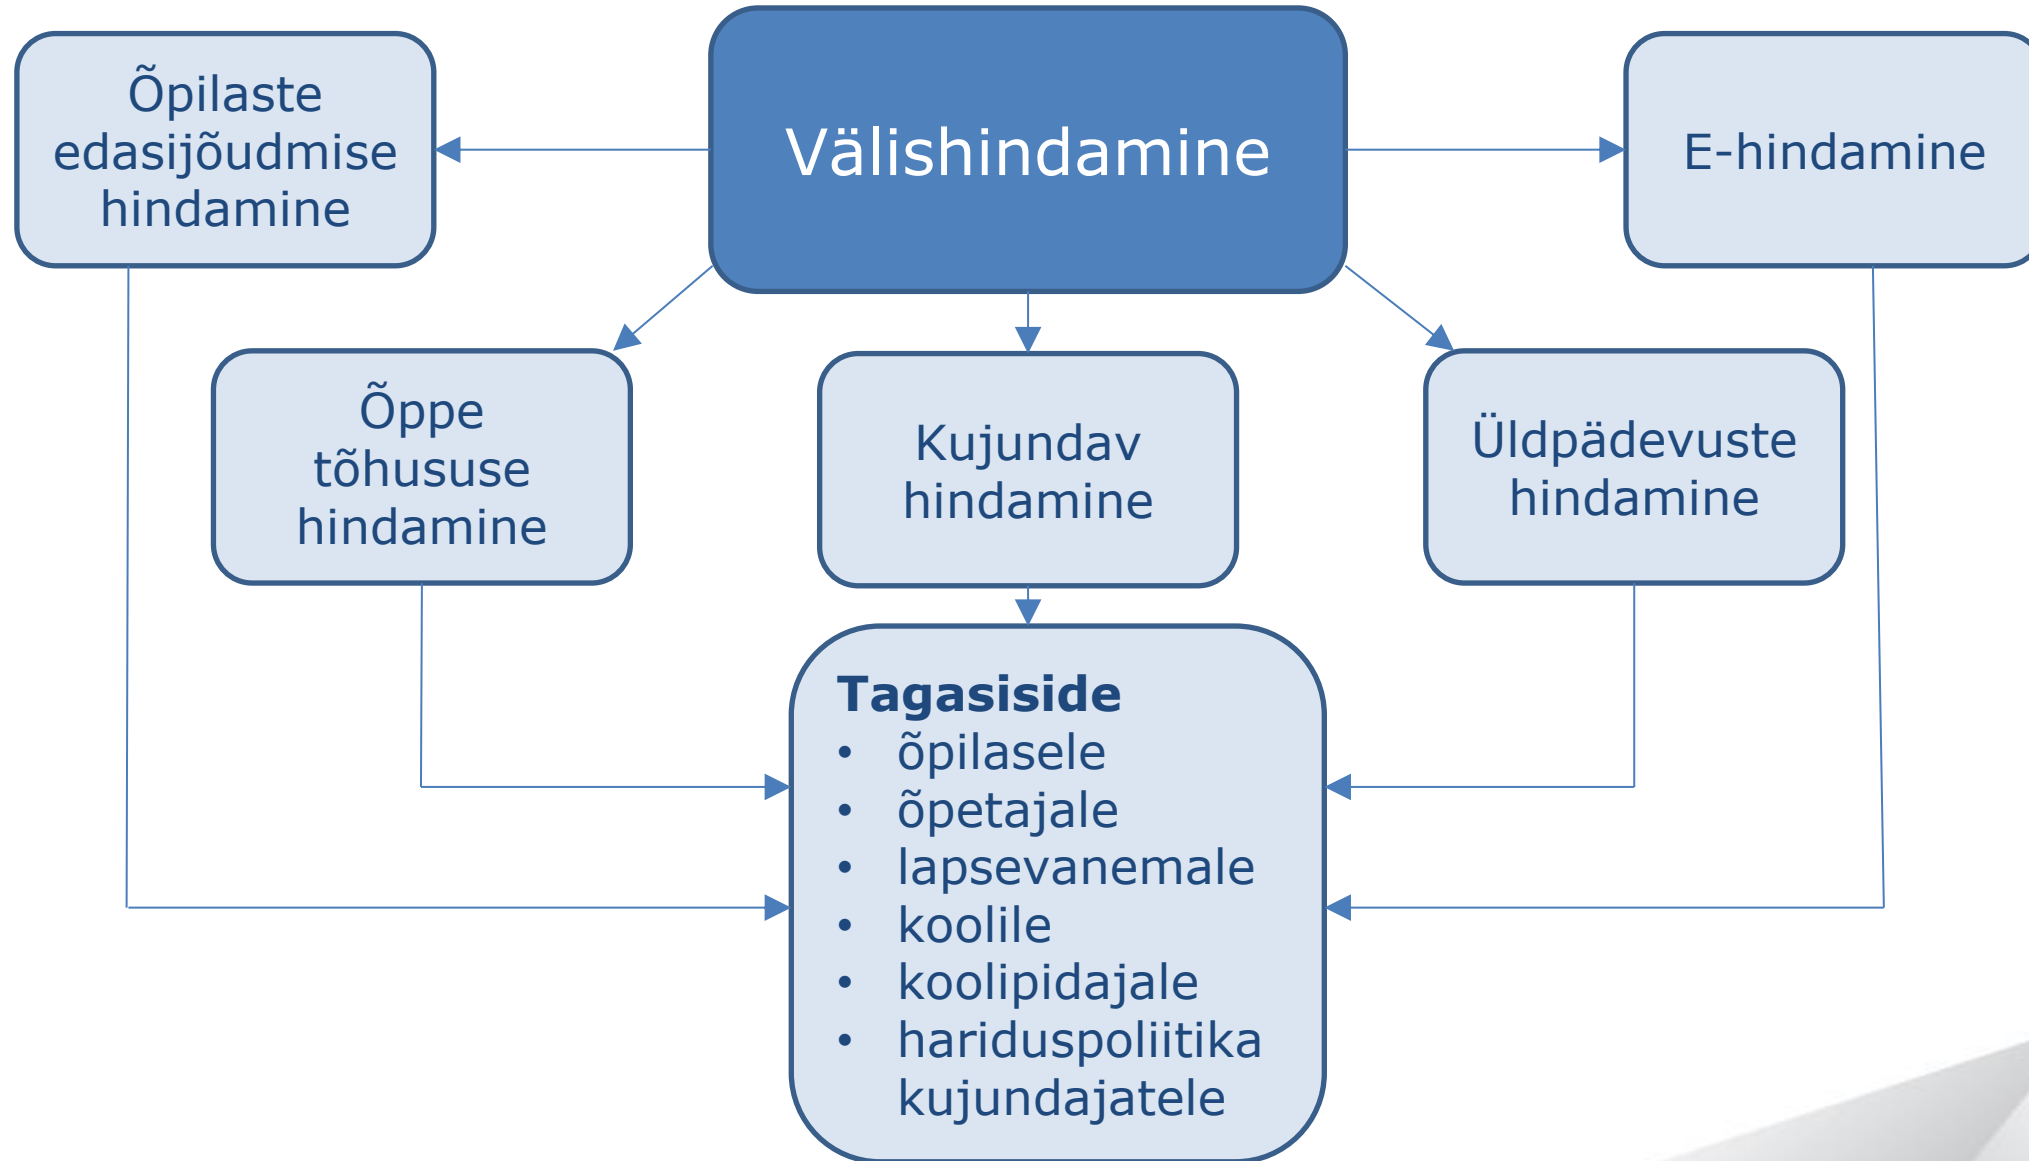 Õpilaste
edasijõudmise
hindamine
Välishindamine
E-hindamine
Õppe
tõhususe
hindamine
Kujundav
hindamine
Üldpädevuste
hindamine
Tagasiside
• õpilasele
• õpetajale
• lapsevanemale
• koolile
• koolipidajale
• hariduspoliitika
kujundajatele